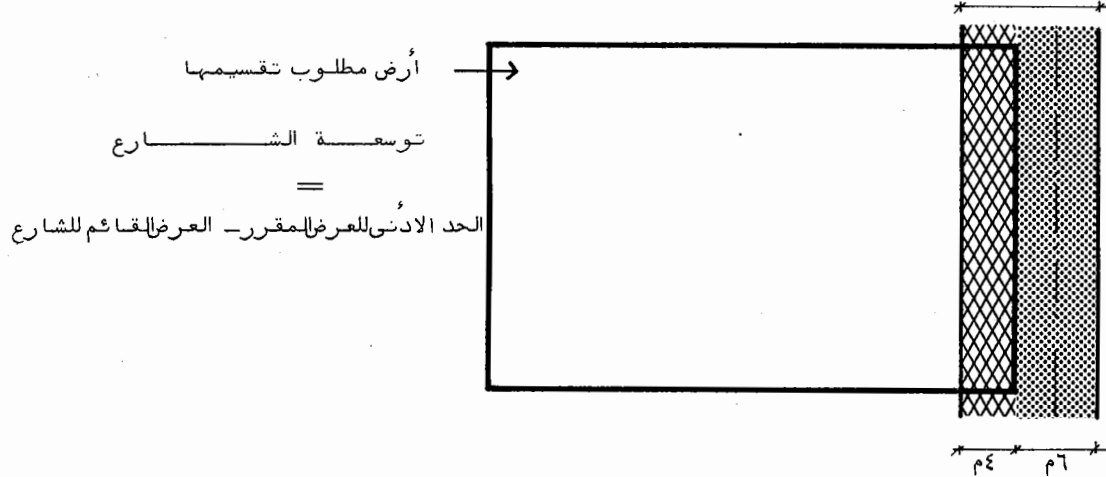 أرض مطلوب تقسيمها
توسعة الشارع
=
الحد الأدنى للعرض المقرر - العرض القائم للشارع
٤م
٦م